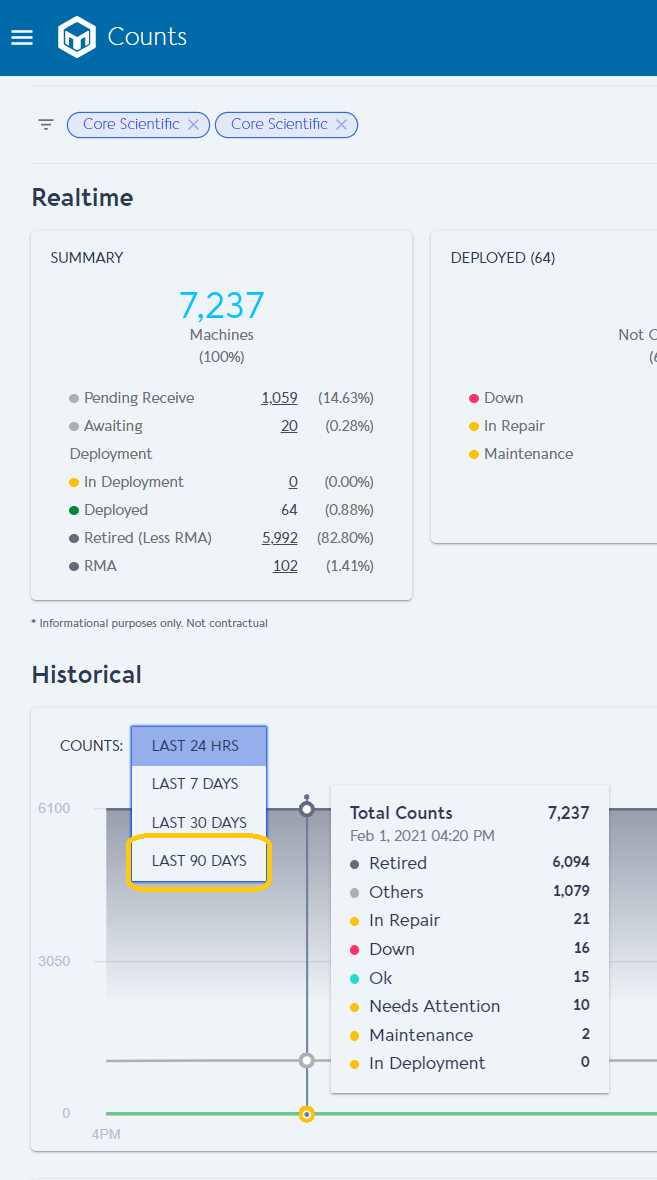 Counts
Core Scientific
Core Scientific
Realtime
SUMMARY
7,237
Machines
(100%)
Pending Receive 1,059 (14.63%)
Awaiting Deployment 20 (0.28%)
In Deployment 0 (0.00%)
Deployed 64 (0.88%)
Retired (Less RMA) 5,992 (82.80%)
RMA 102 (1.41%)
DEPLOYED (64)
Not
Down
In Repair
Maintenance
* Informational purposes only. Not contractual
Historical
COUNTS:
LAST 24 HRS
LAST 7 DAYS
LAST 30 DAYS
LAST 90 DAYS
6100
3050
0
4PM
Total Counts 7,237
Feb 1, 2021 04:20 PM
Retired 6,094
Others 1,079
In Repair 21
Down 16
Ok 15
Needs Attention 10
Maintenance 2
In Deployment 0